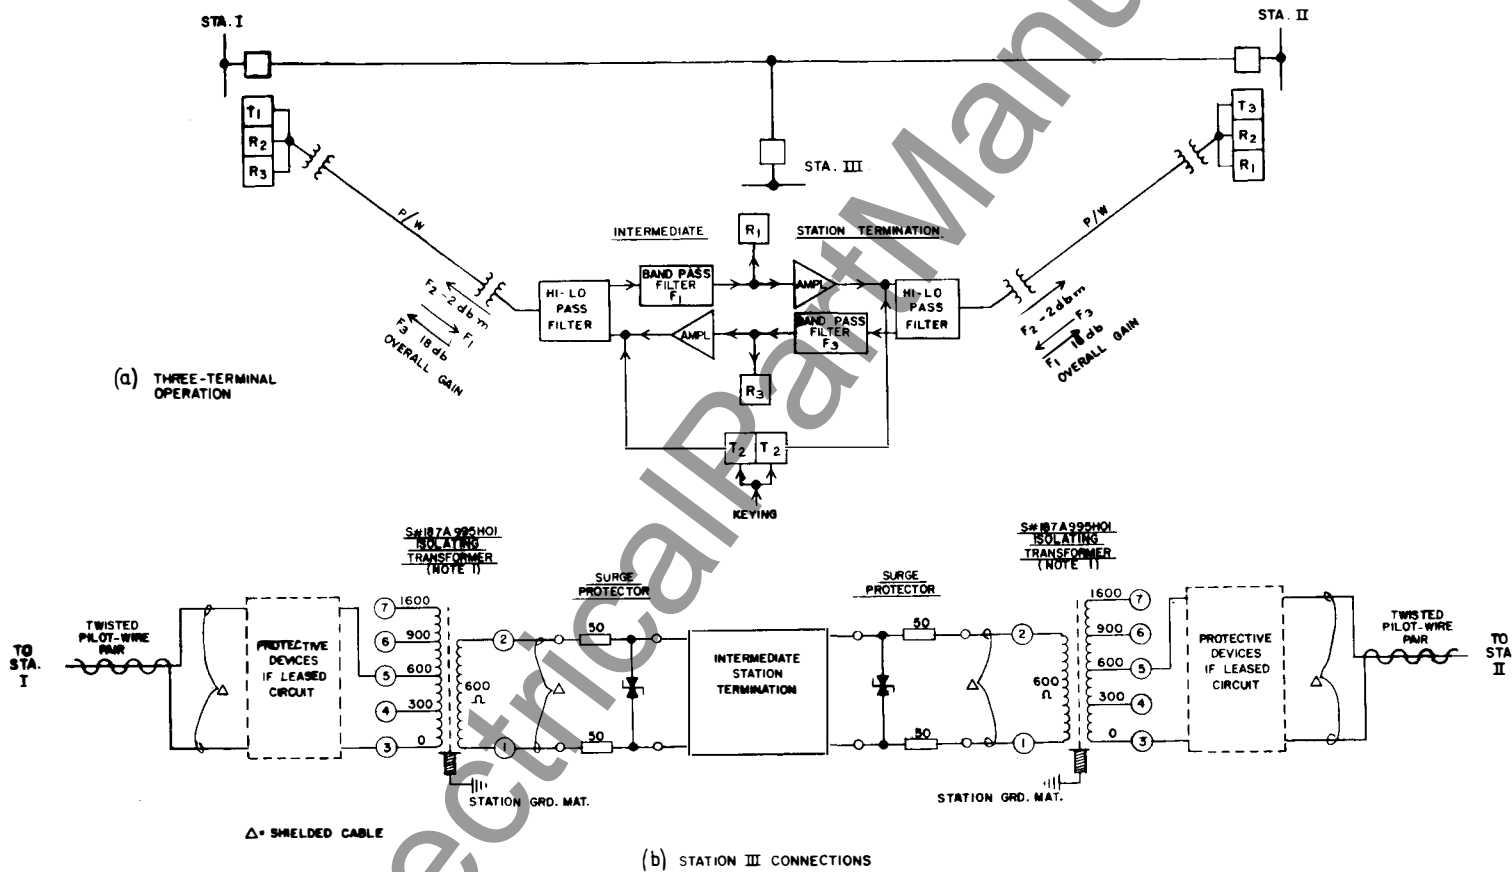 STA. I
STA. II
T1
R2
R3
T3
R2
R1
STA. III
P/W
P/W
INTERMEDIATE
R1
STATION TERMINATION
HI-LO
PASS
FILTER
BAND PASS
FILTER
F1
AMPL.
HI-LO
PASS
FILTER
AMPL
BAND PASS
FILTER
F3
R3
F2 -2dbm
F1
F3 18 db
OVERALL GAIN
F2 -2dbm
F3
F1 18 db
OVERALL GAIN
(a) THREE-TERMINAL
OPERATION
T2 T2
KEYING
S#187A995H01
ISOLATING
TRANSFORMER
(NOTE 1)
S#187A995H01
ISOLATING
TRANSFORMER
(NOTE 1)
SURGE
PROTECTOR
SURGE
PROTECTOR
TO
STA.
I
TWISTED
PILOT-WIRE
PAIR
PROTECTIVE
DEVICES
IF LEASED
CIRCUIT
7 1600
6 900
5 600
4 300
3 0
600
Ω
2
1
50
50
INTERMEDIATE
STATION
TERMINATION
50
50
2
1
600
Ω
1600 7
900 6
600 5
300 4
0 3
PROTECTIVE
DEVICES
IF LEASED
CIRCUIT
TWISTED
PILOT-WIRE
PAIR
TO
STA
II
STATION GRD. MAT.
STATION GRD. MAT.
Δ = SHIELDED CABLE
(b) STATION III CONNECTIONS
ectricalPartManu